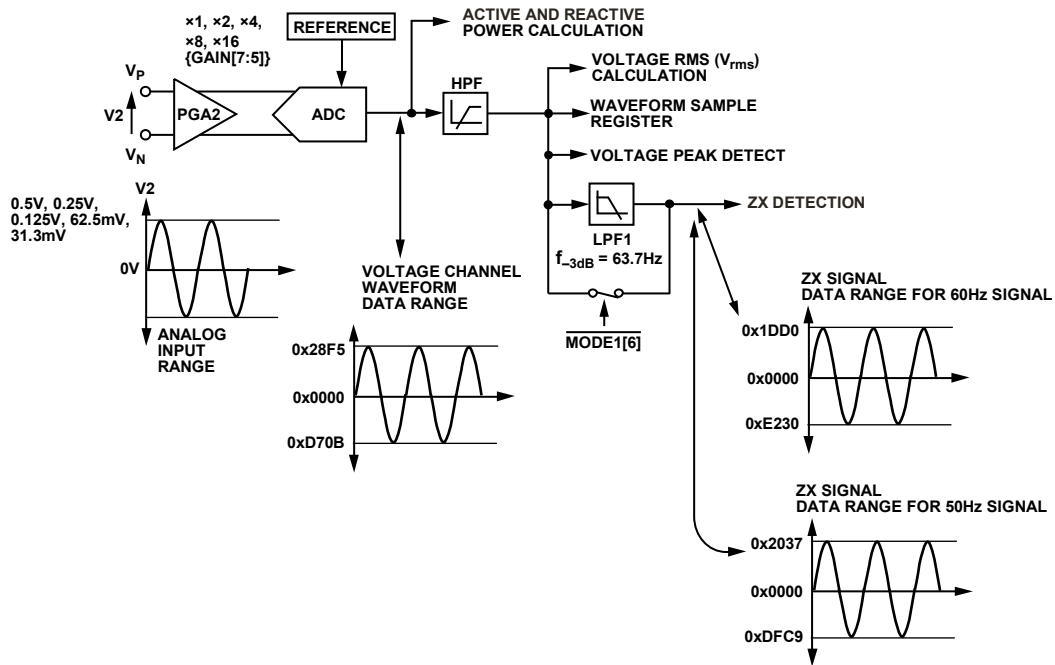 ×1, ×2, ×4,
×8, ×16
{GAIN[7:5]}
REFERENCE
ACTIVE AND REACTIVE
POWER CALCULATION
VP
V2
VN
PGA2
ADC
HPF
VOLTAGE RMS (Vrms)
CALCULATION
WAVEFORM SAMPLE
REGISTER
VOLTAGE PEAK DETECT
ZX DETECTION
LPF1
f–3dB = 63.7Hz
MODE1[6]
V2
0.5V, 0.25V,
0.125V, 62.5mV,
31.3mV
0V
ANALOG
INPUT
RANGE
VOLTAGE CHANNEL
WAVEFORM
DATA RANGE
0x28F5
0x0000
0xD70B
ZX SIGNAL
DATA RANGE FOR 60Hz SIGNAL
0x1DD0
0x0000
0xE230
ZX SIGNAL
DATA RANGE FOR 50Hz SIGNAL
0x2037
0x0000
0xDFC9